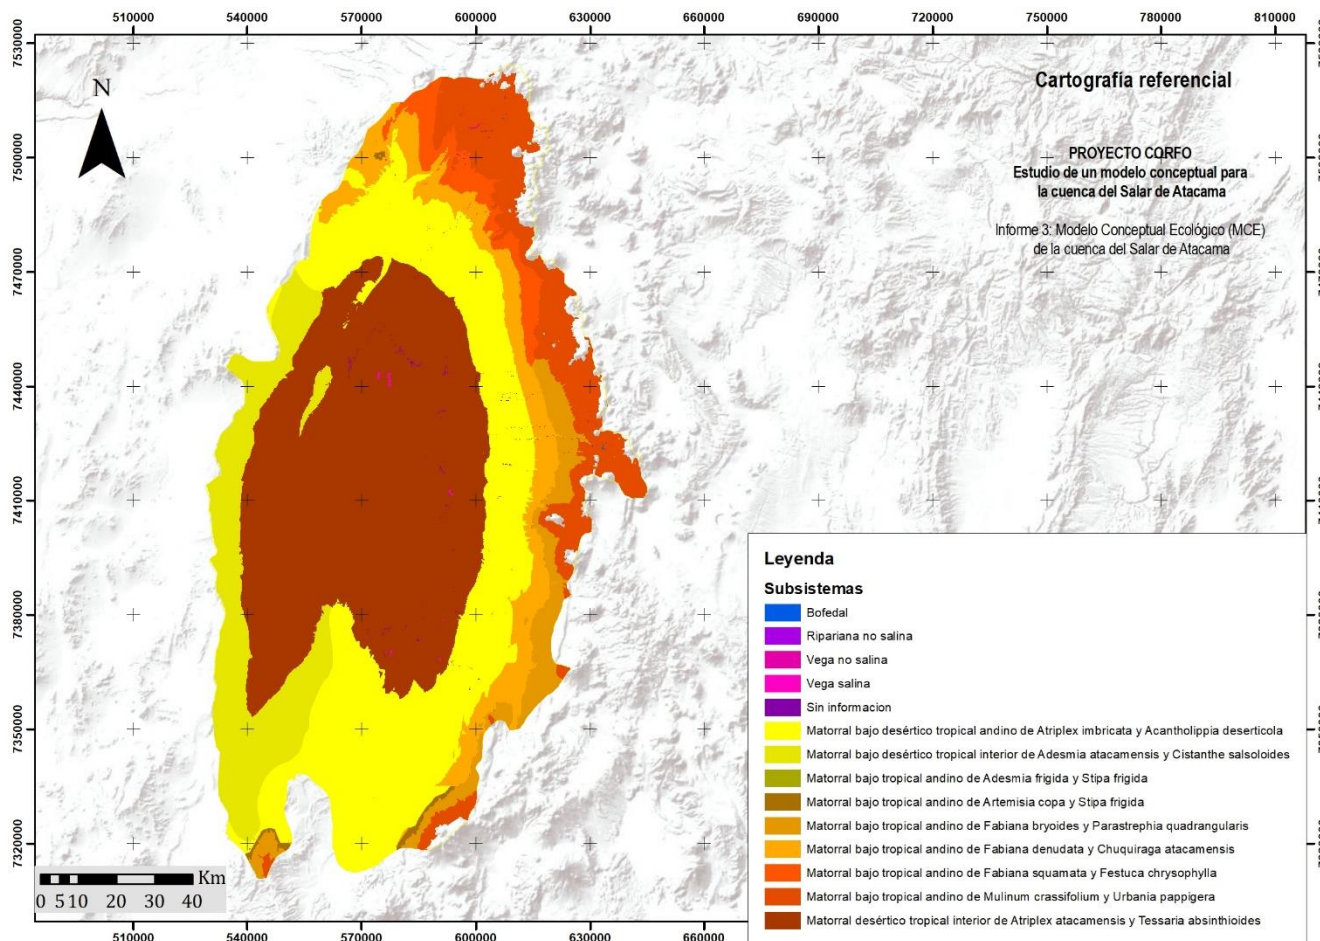 510000 540000 570000 600000 630000 660000 690000 720000 750000 780000 810000
7530000
7500000
7470000
7440000
7410000
7380000
7350000
7320000
N
Cartografía referencial
PROYECTO CORFO
Estudio de un modelo conceptual para
la cuenca del Salar de Atacama
Informe 3: Modelo Conceptual Ecológico (MCE)
de la cuenca del Salar de Atacama
Leyenda
Subsistemas
Bofedal
Ripariana no salina
Vega no salina
Vega salina
Sin informacion
Matorral bajo desértico tropical andino de Atriplex imbricata y Acantholippia deserticola
Matorral bajo desértico tropical interior de Adesmia atacamensis y Cistanthe salsoloides
Matorral bajo tropical andino de Adesmia frigida y Stipa frigida
Matorral bajo tropical andino de Artemisia copa y Stipa frigida
Matorral bajo tropical andino de Fabiana bryoides y Parastrephia quadrangularis
Matorral bajo tropical andino de Fabiana denudata y Chuquiraga atacamensis
Matorral bajo tropical andino de Fabiana squamata y Festuca chrysophylla
Matorral bajo tropical andino de Mulinum crassifolium y Urbania pappigera
Matorral desértico tropical interior de Atriplex atacamensis y Tessaria absinthioides
Km
0 5 10 20 30 40
510000 540000 570000 600000 630000 660000